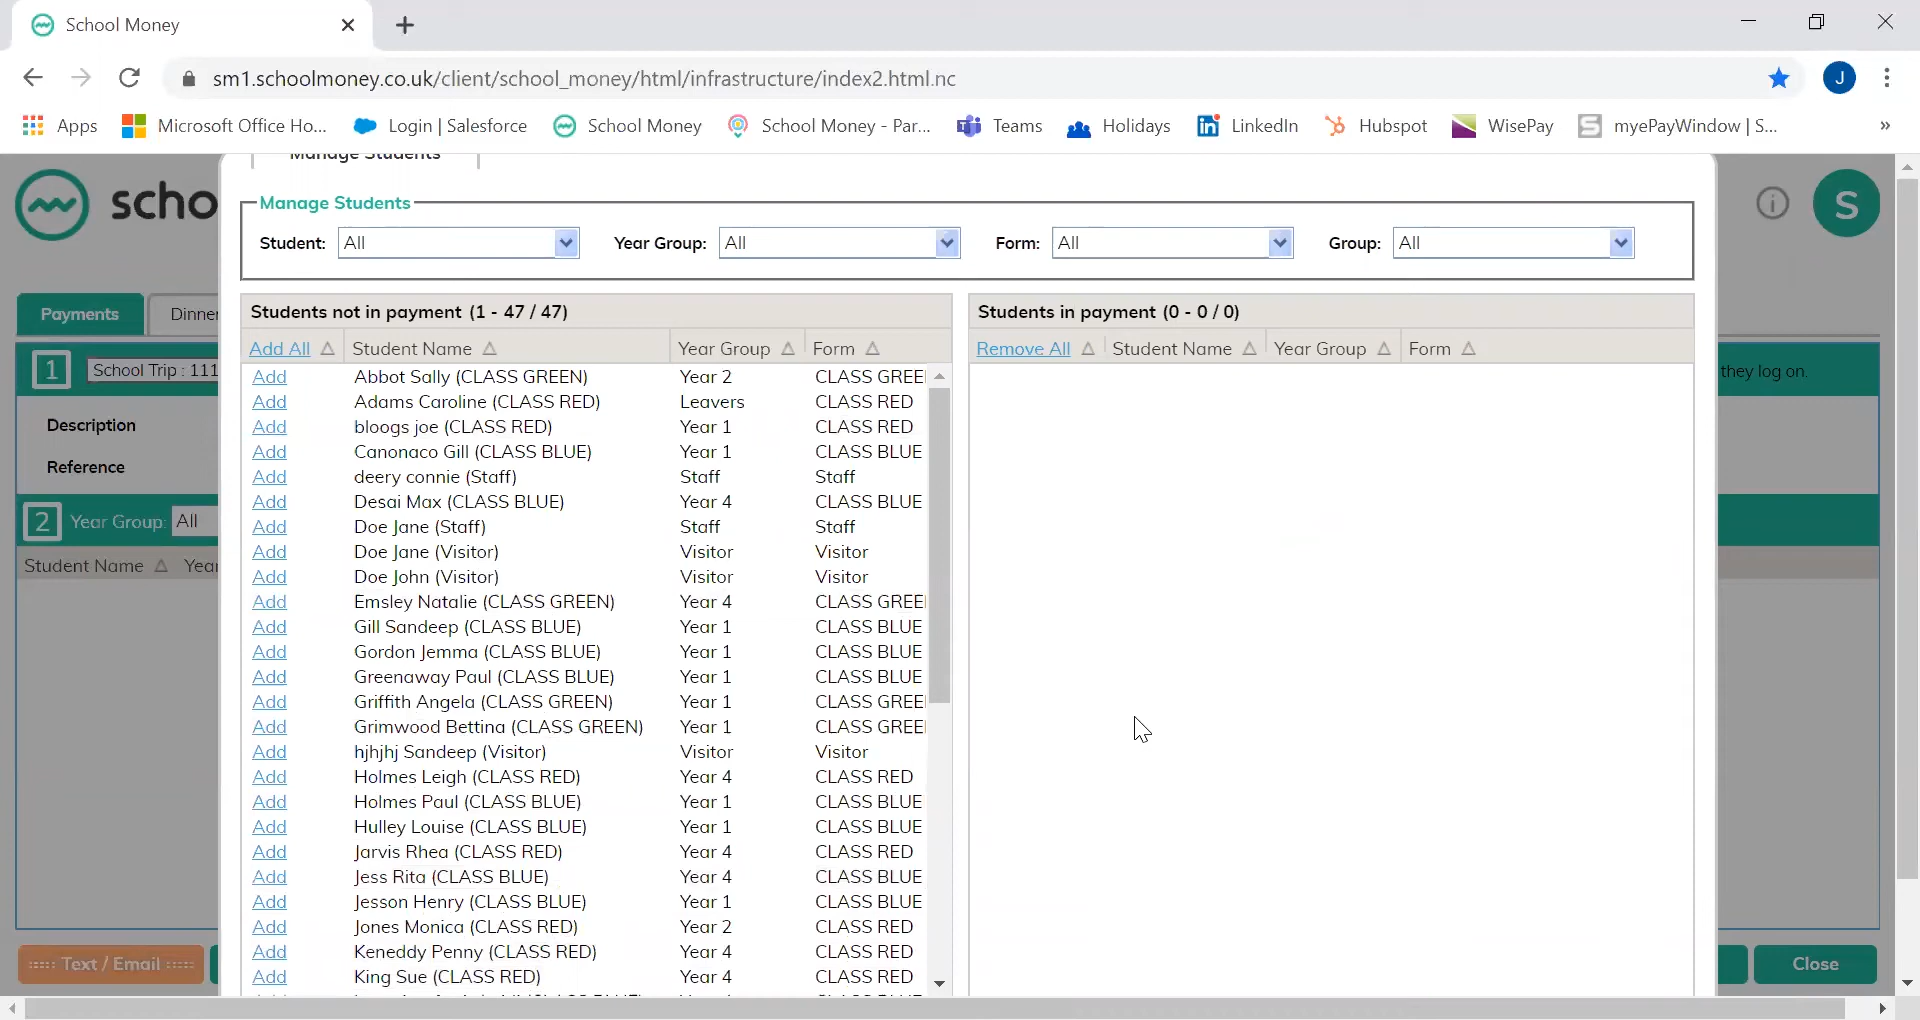 School Money
sm1.schoolmoney.co.uk/client/school_money/html/infrastructure/index2.html.nc
J
Apps Microsoft Office Ho... Login | Salesforce School Money School Money - Par... Teams Holidays LinkedIn Hubspot WisePay myePayWindow | S... »
Manage Students
scho
S
Manage Students
Student: All Year Group: All Form: All Group: All
Payments Dinner
Students not in payment (1 - 47 / 47) Students in payment (0 - 0 / 0)
Add All Student Name Year Group Form Remove All Student Name Year Group Form
1 School Trip : 111 they log on.
Description
Reference
2 Year Group: All
Student Name Year
Add Abbot Sally (CLASS GREEN) Year 2 CLASS GREE
Add Adams Caroline (CLASS RED) Leavers CLASS RED
Add bloogs joe (CLASS RED) Year 1 CLASS RED
Add Canonaco Gill (CLASS BLUE) Year 1 CLASS BLUE
Add deery connie (Staff) Staff Staff
Add Desai Max (CLASS BLUE) Year 4 CLASS BLUE
Add Doe Jane (Staff) Staff Staff
Add Doe Jane (Visitor) Visitor Visitor
Add Doe John (Visitor) Visitor Visitor
Add Emsley Natalie (CLASS GREEN) Year 4 CLASS GREE
Add Gill Sandeep (CLASS BLUE) Year 1 CLASS BLUE
Add Gordon Jemma (CLASS BLUE) Year 1 CLASS BLUE
Add Greenaway Paul (CLASS BLUE) Year 1 CLASS BLUE
Add Griffith Angela (CLASS GREEN) Year 1 CLASS GREE
Add Grimwood Bettina (CLASS GREEN) Year 1 CLASS GREE
Add hjhjhj Sandeep (Visitor) Visitor Visitor
Add Holmes Leigh (CLASS RED) Year 4 CLASS RED
Add Holmes Paul (CLASS BLUE) Year 1 CLASS BLUE
Add Hulley Louise (CLASS BLUE) Year 1 CLASS BLUE
Add Jarvis Rhea (CLASS RED) Year 4 CLASS RED
Add Jess Rita (CLASS BLUE) Year 4 CLASS BLUE
Add Jesson Henry (CLASS BLUE) Year 1 CLASS BLUE
Add Jones Monica (CLASS RED) Year 2 CLASS RED
Add Keneddy Penny (CLASS RED) Year 4 CLASS RED
Add King Sue (CLASS RED) Year 4 CLASS RED
Text / Email Close